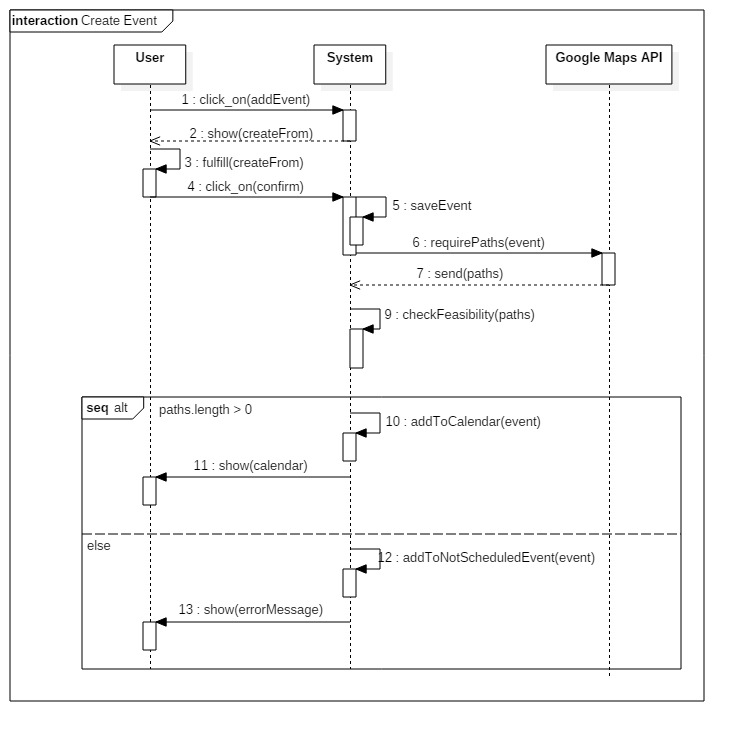 interaction Create Event
User
System
Google Maps API
1 : click_on(addEvent)
2 : show(createFrom)
3 : fulfill(createFrom)
4 : click_on(confirm)
5 : saveEvent
6 : requirePaths(event)
7 : send(paths)
9 : checkFeasibility(paths)
seq alt
paths.length > 0
10 : addToCalendar(event)
11 : show(calendar)
else
12 : addToNotScheduledEvent(event)
13 : show(errorMessage)